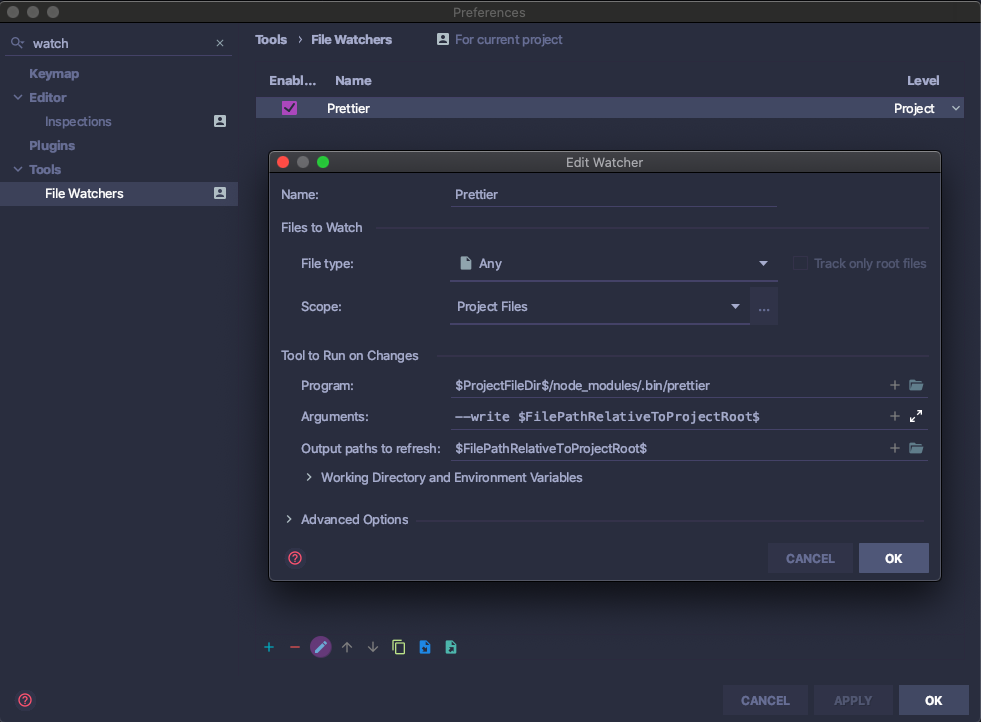 Preferences
watch
Tools › File Watchers For current project
Keymap
Editor
Inspections
Plugins
Tools
File Watchers
Enabl... Name Level
Prettier Project
Edit Watcher
Name: Prettier
Files to Watch
File type: Any Track only root files
Scope: Project Files ...
Tool to Run on Changes
Program: $ProjectFileDir$/node_modules/.bin/prettier
Arguments: --write $FilePathRelativeToProjectRoot$
Output paths to refresh: $FilePathRelativeToProjectRoot$
Working Directory and Environment Variables
Advanced Options
CANCEL OK
CANCEL APPLY OK